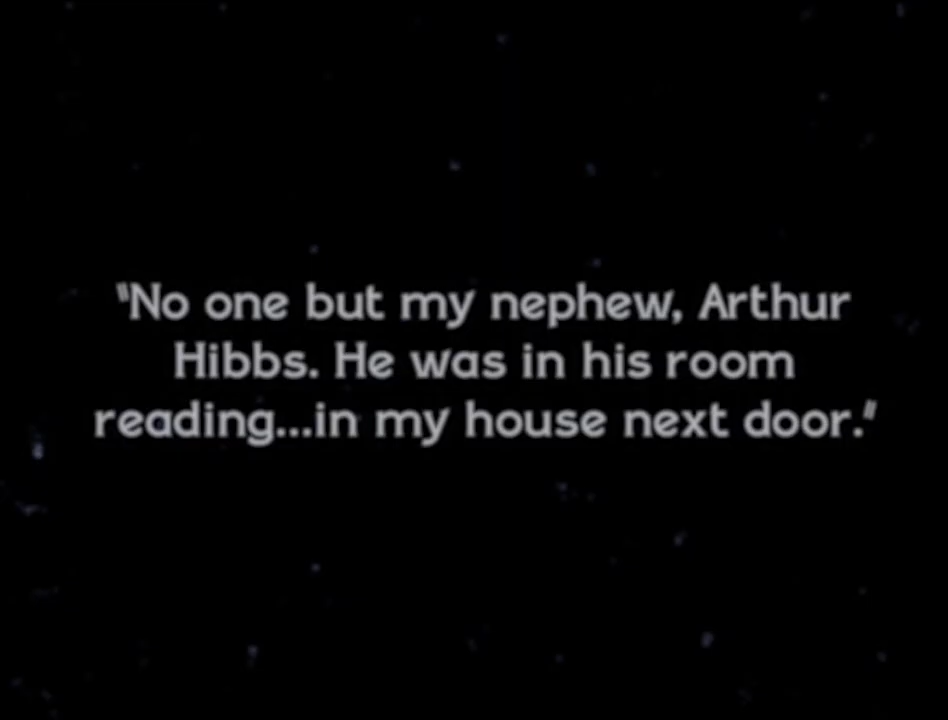 "No one but my nephew, Arthur
Hibbs. He was in his room
reading...in my house next door."